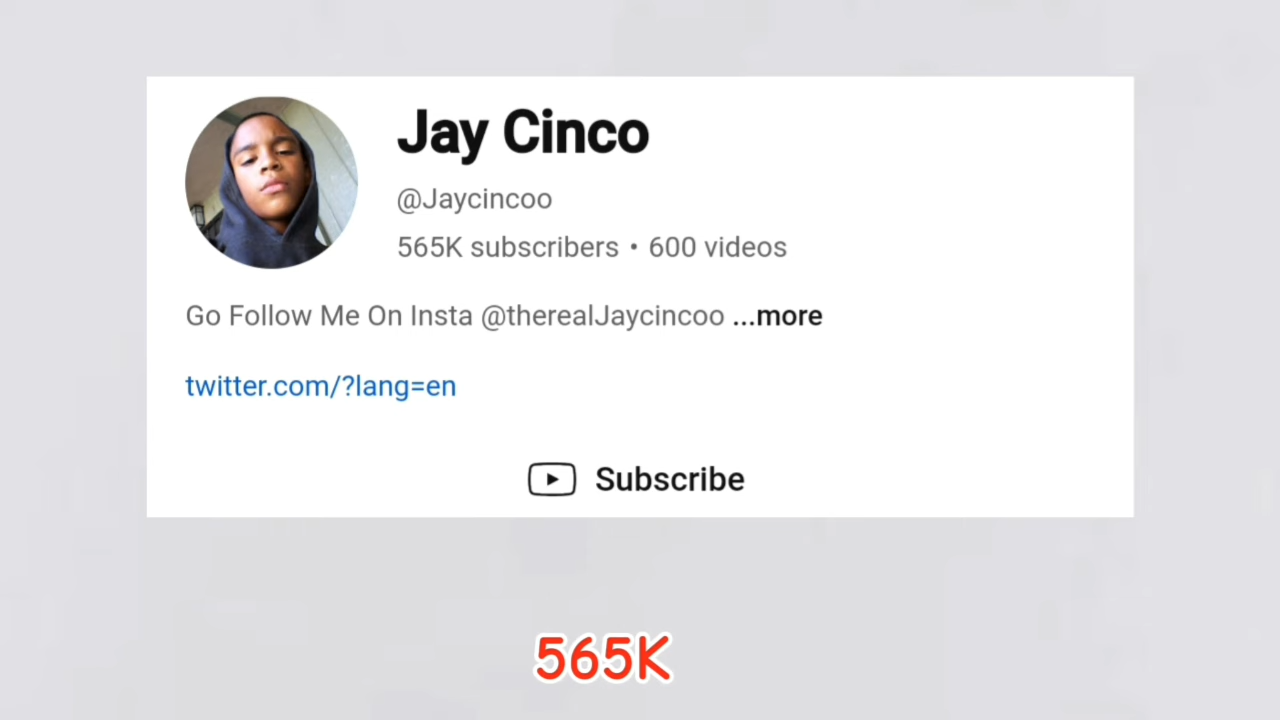 Jay Cinco
@Jaycincoo
565K subscribers • 600 videos
Go Follow Me On Insta @therealJaycincoo ...more
twitter.com/?lang=en
Subscribe
565K